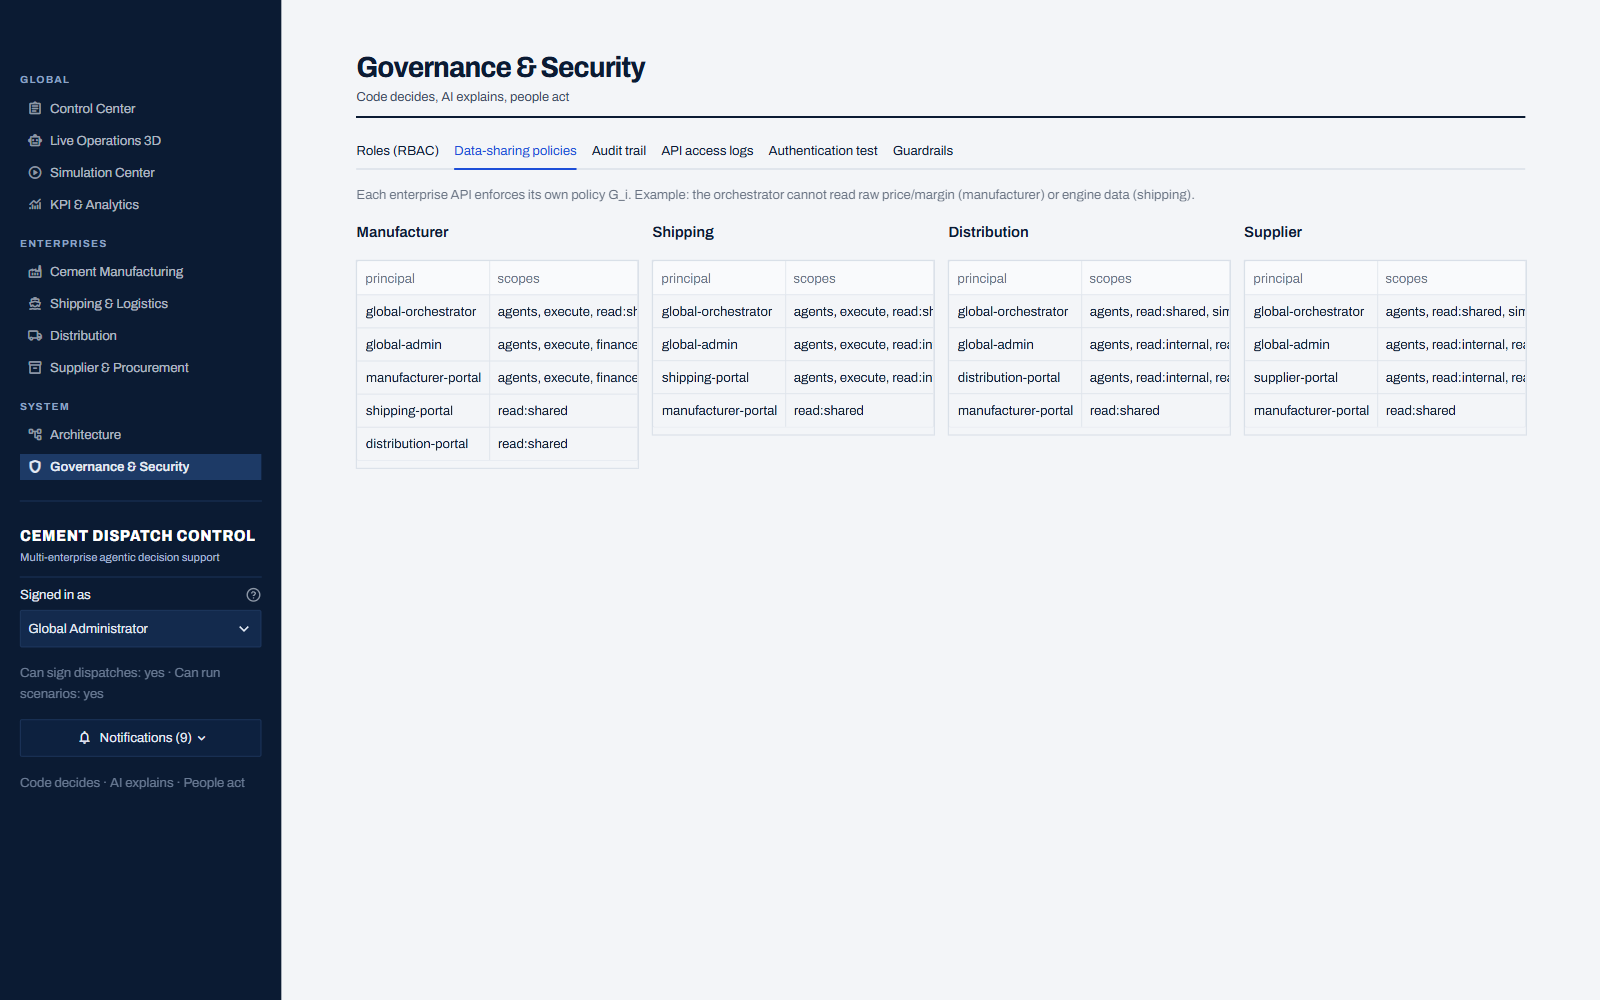 GLOBAL
Control Center
Live Operations 3D
Simulation Center
KPI & Analytics
ENTERPRISES
Cement Manufacturing
Shipping & Logistics
Distribution
Supplier & Procurement
SYSTEM
Architecture
Governance & Security
CEMENT DISPATCH CONTROL
Multi-enterprise agentic decision support
Signed in as
Global Administrator
Can sign dispatches: yes · Can run
scenarios: yes
Notifications (9)
Code decides · AI explains · People act
Governance & Security
Code decides, AI explains, people act
Roles (RBAC) Data-sharing policies Audit trail API access logs Authentication test Guardrails
Each enterprise API enforces its own policy G_i. Example: the orchestrator cannot read raw price/margin (manufacturer) or engine data (shipping).
Manufacturer
principal scopes
global-orchestrator agents, execute, read:sh
global-admin agents, execute, finance
manufacturer-portal agents, execute, finance
shipping-portal read:shared
distribution-portal read:shared
Shipping
principal scopes
global-orchestrator agents, execute, read:sh
global-admin agents, execute, read:in
shipping-portal agents, execute, read:in
manufacturer-portal read:shared
Distribution
principal scopes
global-orchestrator agents, read:shared, sim
global-admin agents, read:internal, rea
distribution-portal agents, read:internal, rea
manufacturer-portal read:shared
Supplier
principal scopes
global-orchestrator agents, read:shared, sim
global-admin agents, read:internal, rea
supplier-portal agents, read:internal, rea
manufacturer-portal read:shared